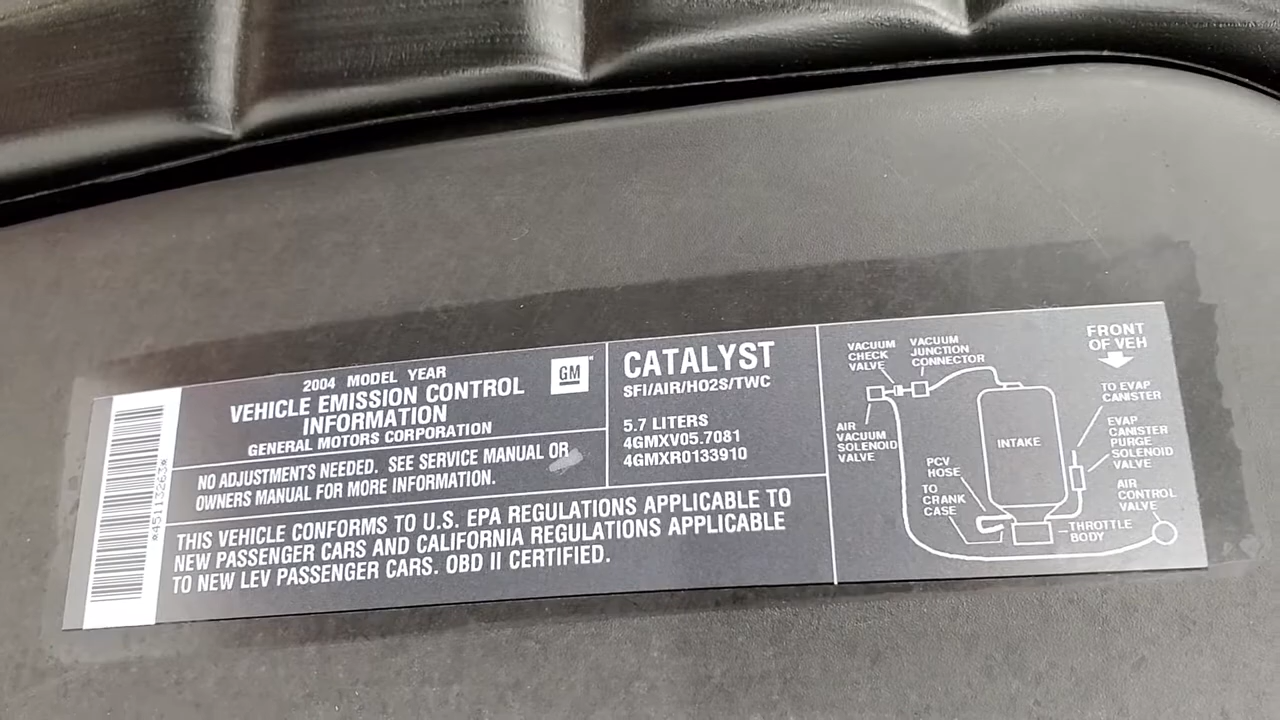 2004 MODEL YEAR
VEHICLE EMISSION CONTROL
INFORMATION
GENERAL MOTORS CORPORATION
GM
NO ADJUSTMENTS NEEDED. SEE SERVICE MANUAL OR
OWNERS MANUAL FOR MORE INFORMATION.
CATALYST
SFI/AIR/HO2S/TWC
5.7 LITERS
4GMXV05.7081
4GMXR0133910
THIS VEHICLE CONFORMS TO U.S. EPA REGULATIONS APPLICABLE TO
NEW PASSENGER CARS AND CALIFORNIA REGULATIONS APPLICABLE
TO NEW LEV PASSENGER CARS. OBD II CERTIFIED.
VACUUM
CHECK
VALVE
VACUUM
JUNCTION
CONNECTOR
FRONT
OF VEH
TO EVAP
CANISTER
AIR
VACUUM
SOLENOID
VALVE
INTAKE
EVAP
CANISTER
PURGE
SOLENOID
VALVE
PCV
HOSE
TO
CRANK
CASE
AIR
CONTROL
VALVE
THROTTLE
BODY